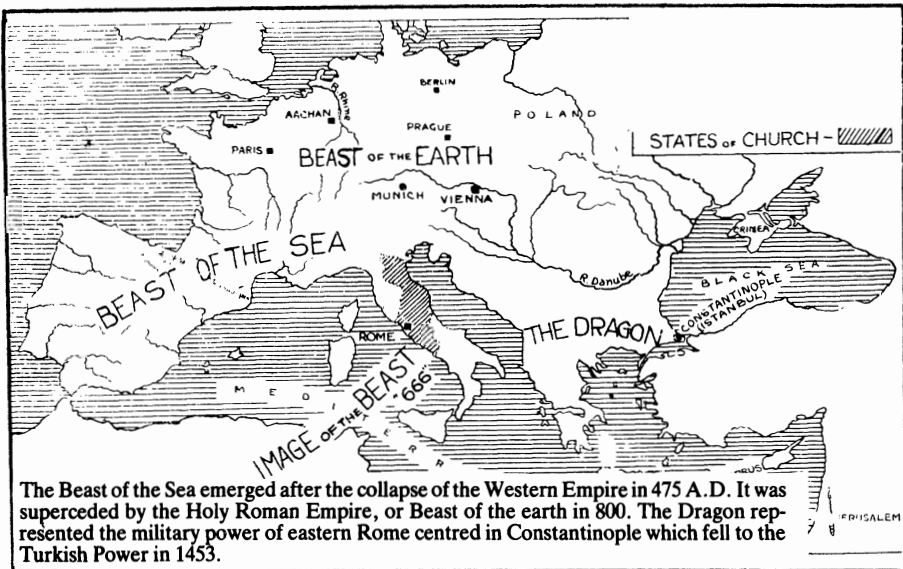 BERLIN
R. Rhine
AACHAN
POLAND
PRAGUE
STATES OF CHURCH -
PARIS
BEAST OF THE EARTH
MUNICH VIENNA
CRIMEA
BEAST OF THE SEA
R. Danube
BLACK SEA
CONSTANTINOPLE
(ISTANBUL)
THE DRAGON
ROME
IMAGE OF THE BEAST
"666"
M E D I
E R R
RUS
ERUSALEM
The Beast of the Sea emerged after the collapse of the Western Empire in 475 A.D. It was
superceded by the Holy Roman Empire, or Beast of the earth in 800. The Dragon rep-
resented the military power of eastern Rome centred in Constantinople which fell to the
Turkish Power in 1453.